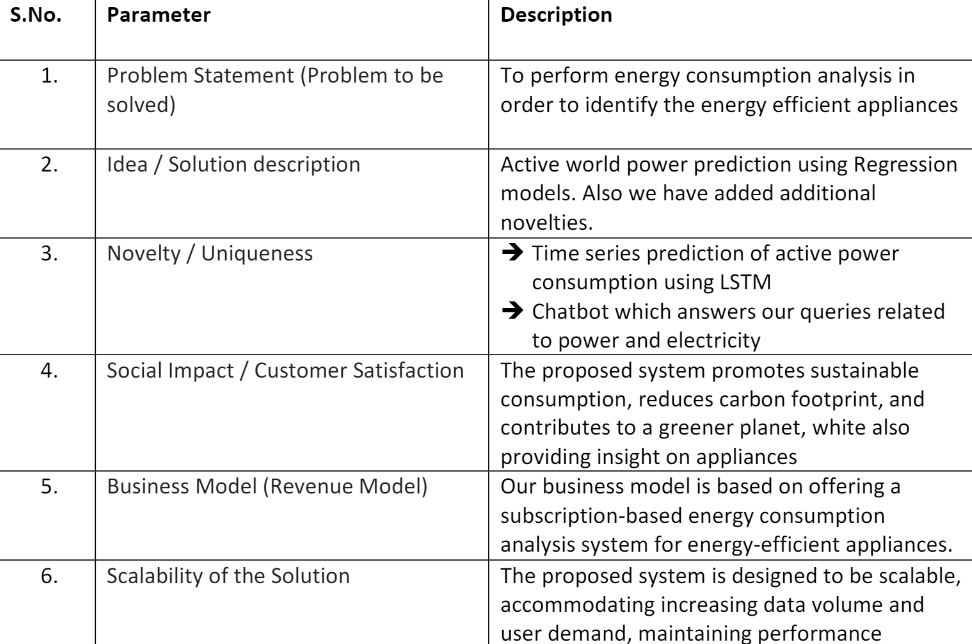 S.No. Parameter Description
1. Problem Statement (Problem to be To perform energy consumption analysis in
solved) order to identify the energy efficient appliances
2. Idea / Solution description Active world power prediction using Regression
models. Also we have added additional
novelties.
3. Novelty / Uniqueness ➔ Time series prediction of active power
consumption using LSTM
➔ Chatbot which answers our queries related
to power and electricity
4. Social Impact / Customer Satisfaction The proposed system promotes sustainable
consumption, reduces carbon footprint, and
contributes to a greener planet, white also
providing insight on appliances
5. Business Model (Revenue Model) Our business model is based on offering a
subscription-based energy consumption
analysis system for energy-efficient appliances.
6. Scalability of the Solution The proposed system is designed to be scalable,
accommodating increasing data volume and
user demand, maintaining performance